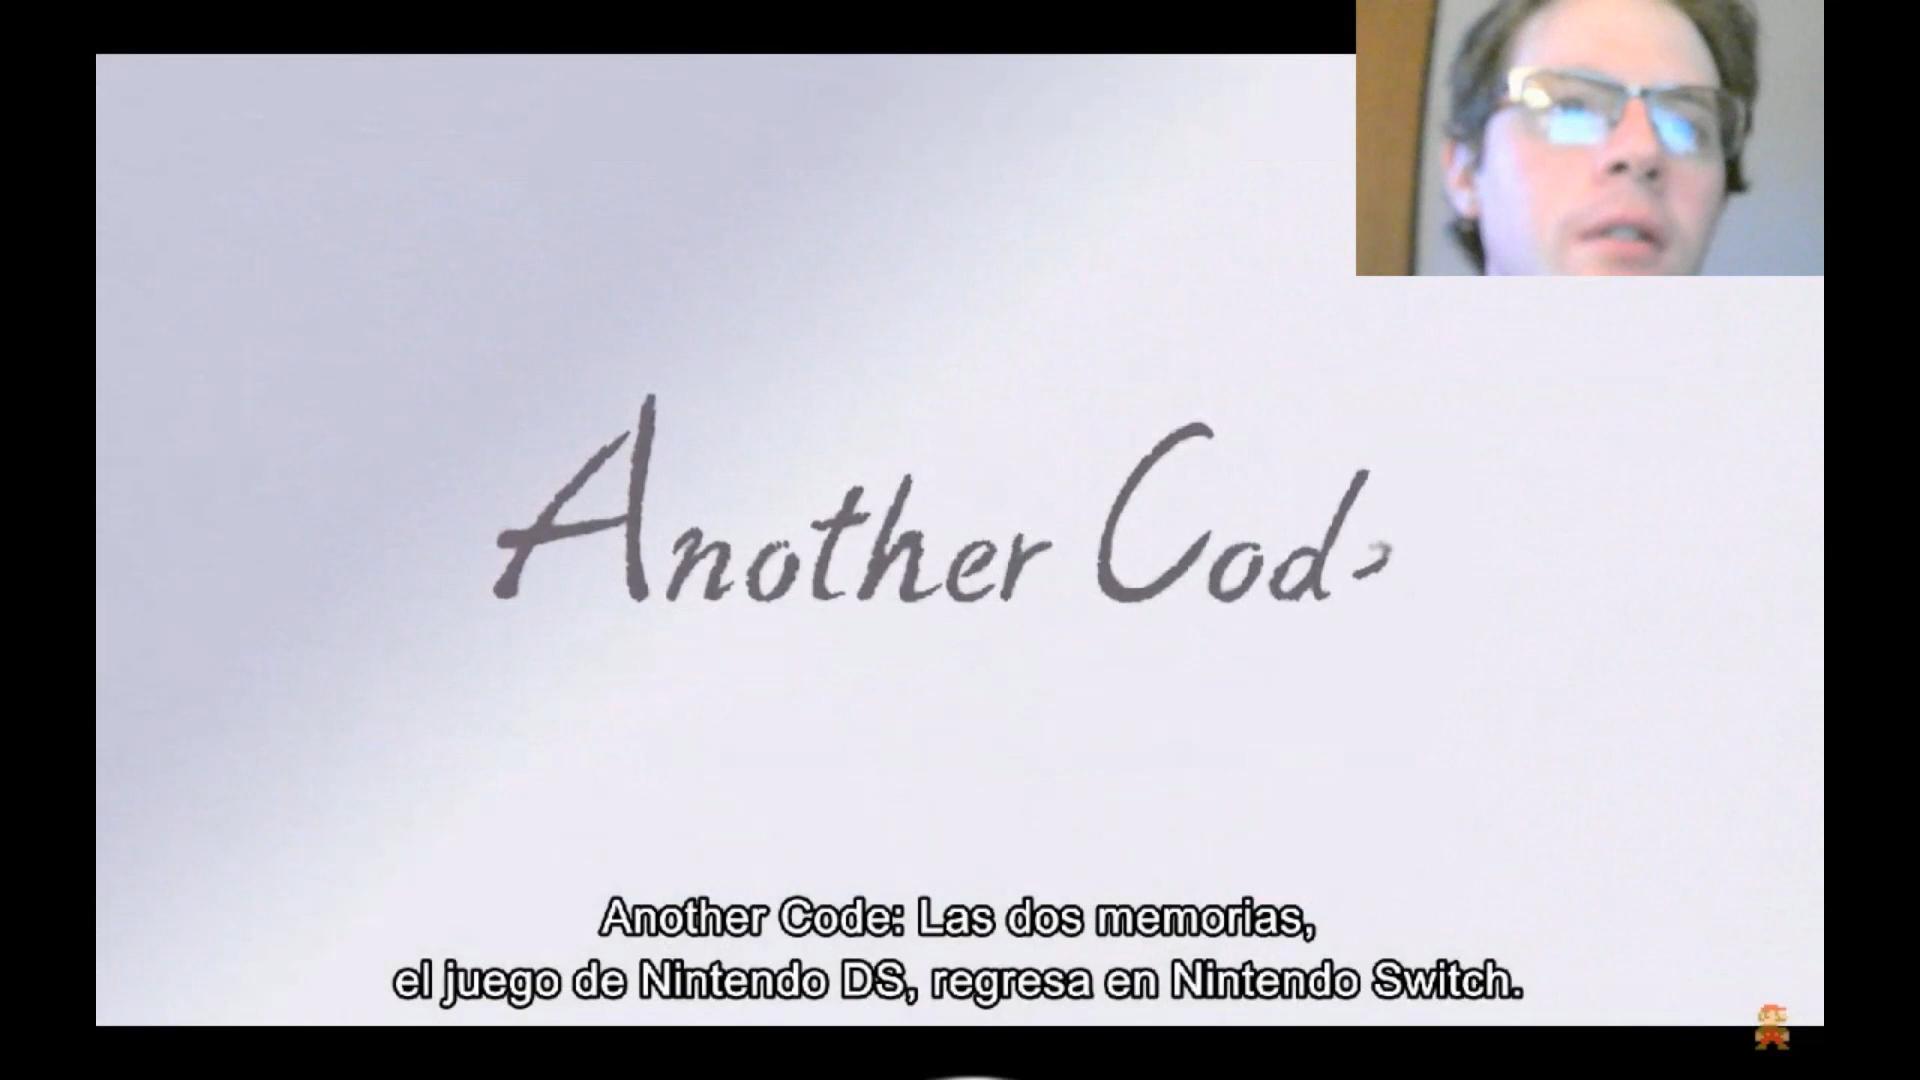 Another Cod
Another Code: Las dos memorias,
el juego de Nintendo DS, regresa en Nintendo Switch.